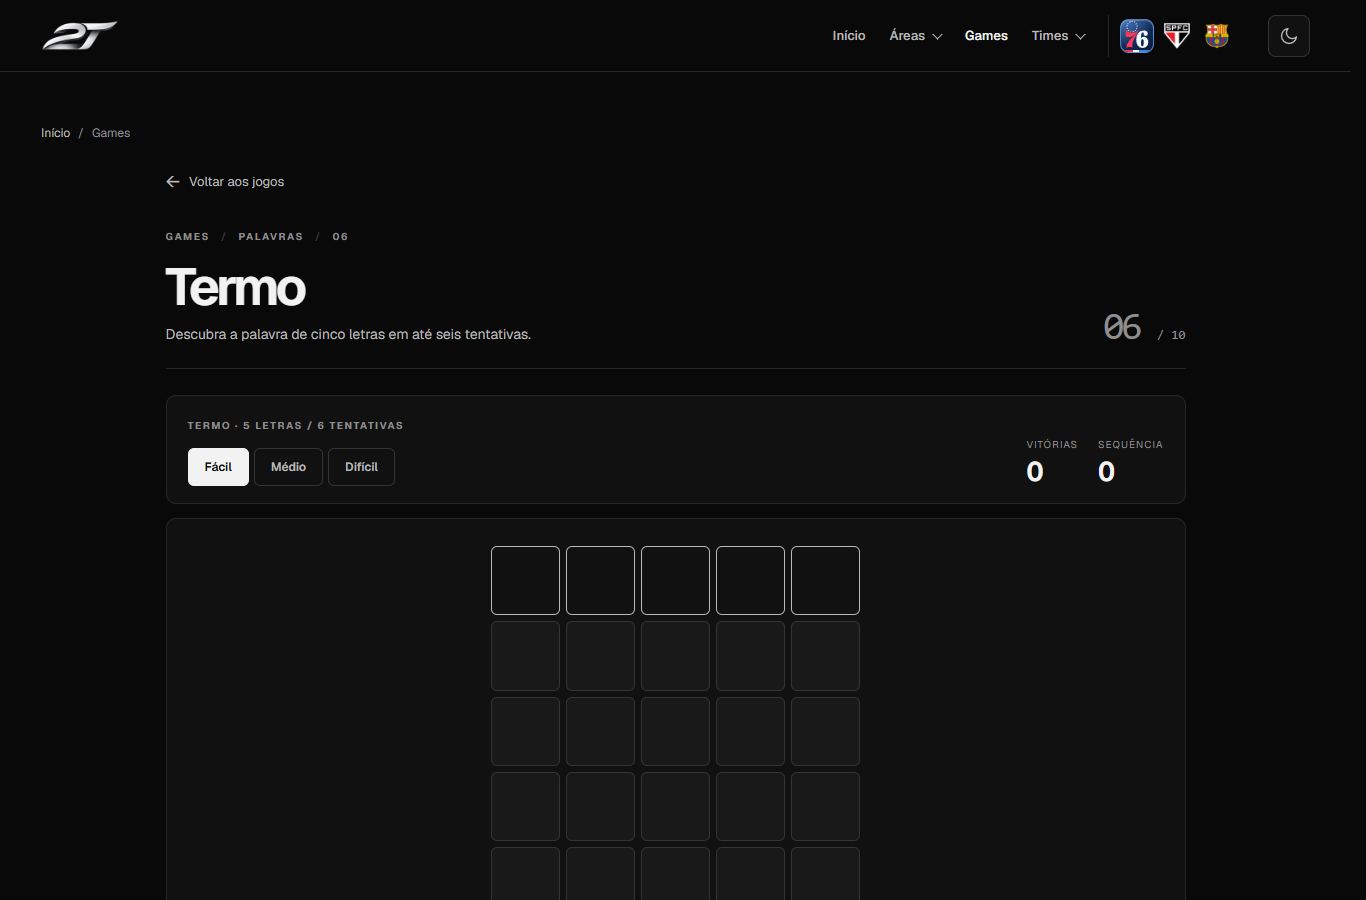 2T
Início Áreas Games Times 76 SPFC
Início / Games
← Voltar aos jogos
GAMES / PALAVRAS / 06
Termo
Descubra a palavra de cinco letras em até seis tentativas.
06 / 10
TERMO · 5 LETRAS / 6 TENTATIVAS
Fácil Médio Difícil
VITÓRIAS SEQUÊNCIA
0 0